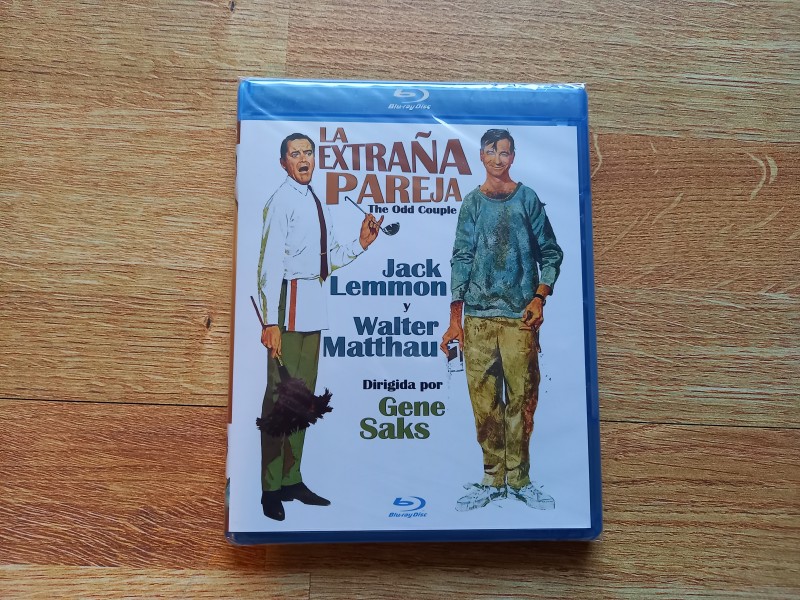 Blu-ray Disc
LA
EXTRAÑA
PAREJA
The Odd Couple
Jack
Lemmon
y
Walter
Matthau
Dirigida por
Gene
Saks
Blu-ray Disc